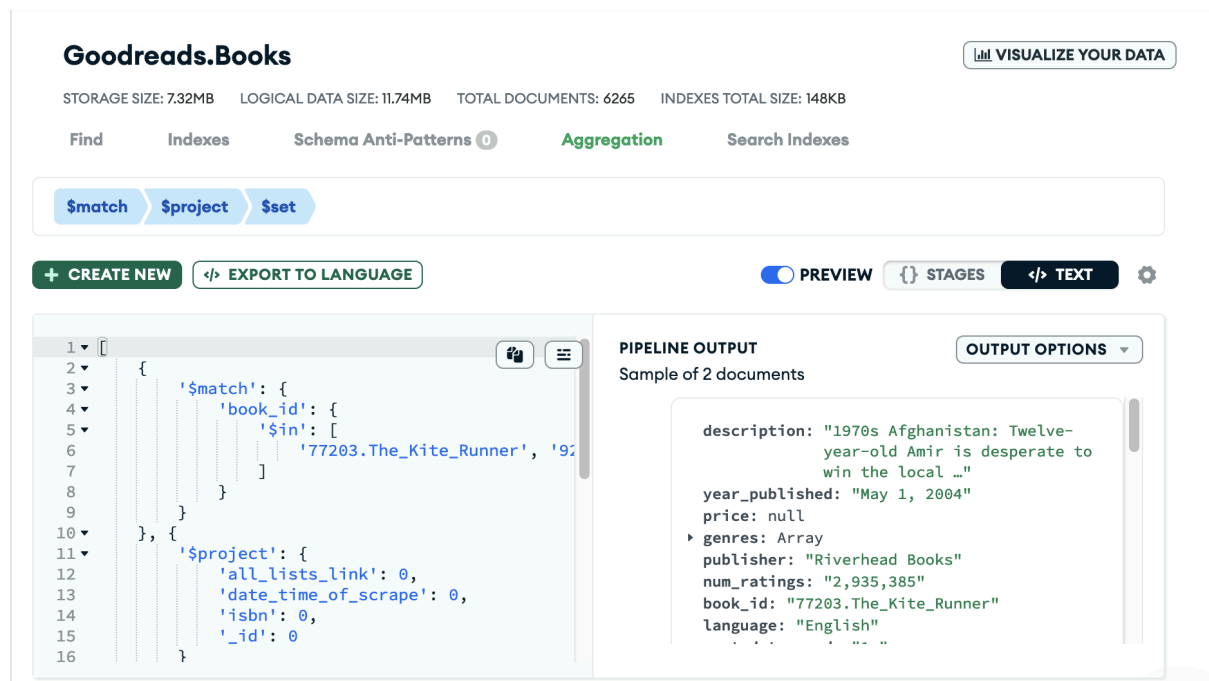 Goodreads.Books
VISUALIZE YOUR DATA
STORAGE SIZE: 7.32MB LOGICAL DATA SIZE: 11.74MB TOTAL DOCUMENTS: 6265 INDEXES TOTAL SIZE: 148KB
Find Indexes Schema Anti-Patterns 0 Aggregation Search Indexes
$match $project $set
+ CREATE NEW </> EXPORT TO LANGUAGE PREVIEW {} STAGES </> TEXT
1 [
2 {
3 '$match': {
4 'book_id': {
5 '$in': [
6 '77203.The_Kite_Runner', '92
7 ]
8 }
9 }
10 }, {
11 '$project': {
12 'all_lists_link': 0,
13 'date_time_of_scrape': 0,
14 'isbn': 0,
15 '_id': 0
16 }
PIPELINE OUTPUT
OUTPUT OPTIONS
Sample of 2 documents
description: "1970s Afghanistan: Twelve-
year-old Amir is desperate to
win the local …"
year_published: "May 1, 2004"
price: null
genres: Array
publisher: "Riverhead Books"
num_ratings: "2,935,385"
book_id: "77203.The_Kite_Runner"
language: "English"